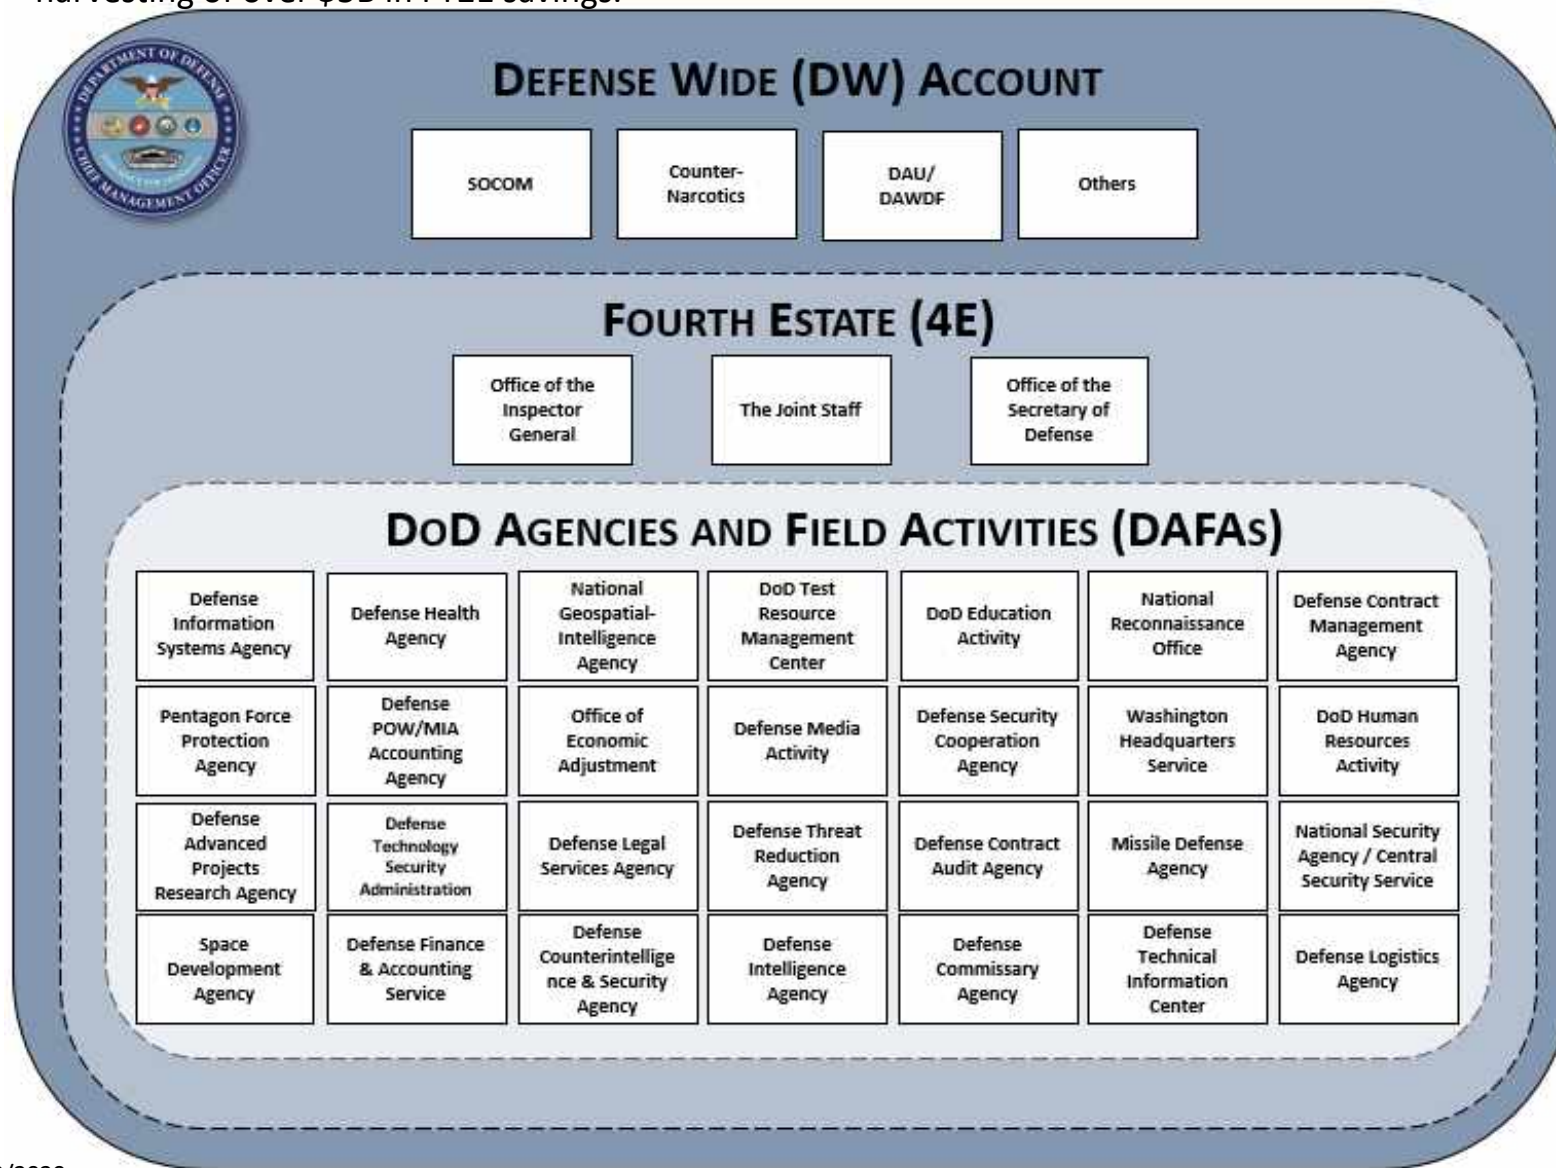 DEPARTMENT OF DEFENSE
CHIEF MANAGEMENT OFFICER
DEFENSE WIDE (DW) ACCOUNT
SOCOM
Counter-
Narcotics
DAU/
DAWDF
Others
FOURTH ESTATE (4E)
Office of the
Inspector
General
The Joint Staff
Office of the
Secretary of
Defense
DOD AGENCIES AND FIELD ACTIVITIES (DAFAS)
Defense
Information
Systems Agency
Defense Health
Agency
National
Geospatial-
Intelligence
Agency
DoD Test
Resource
Management
Center
DoD Education
Activity
National
Reconnaissance
Office
Defense Contract
Management
Agency
Pentagon Force
Protection
Agency
Defense
POW/MIA
Accounting
Agency
Office of
Economic
Adjustment
Defense Media
Activity
Defense Security
Cooperation
Agency
Washington
Headquarters
Service
DoD Human
Resources
Activity
Defense
Advanced
Projects
Research Agency
Defense
Technology
Security
Administration
Defense Legal
Services Agency
Defense Threat
Reduction
Agency
Defense Contract
Audit Agency
Missile Defense
Agency
National Security
Agency / Central
Security Service
Space
Development
Agency
Defense Finance
& Accounting
Service
Defense
Counterintellige
nce & Security
Agency
Defense
Intelligence
Agency
Defense
Commissary
Agency
Defense
Technical
Information
Center
Defense Logistics
Agency